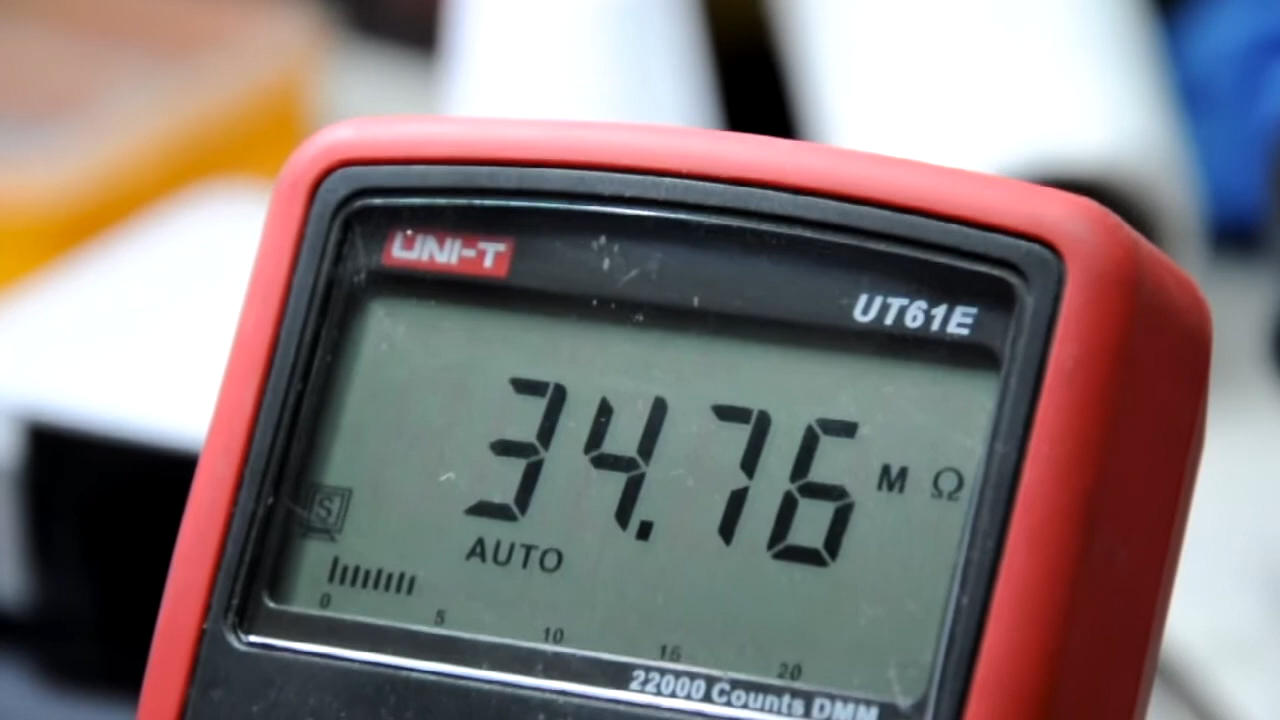 UNI-T
UT61E
34.76 M Ω
S
AUTO
0 5 10 15 20
22000 Counts DMM